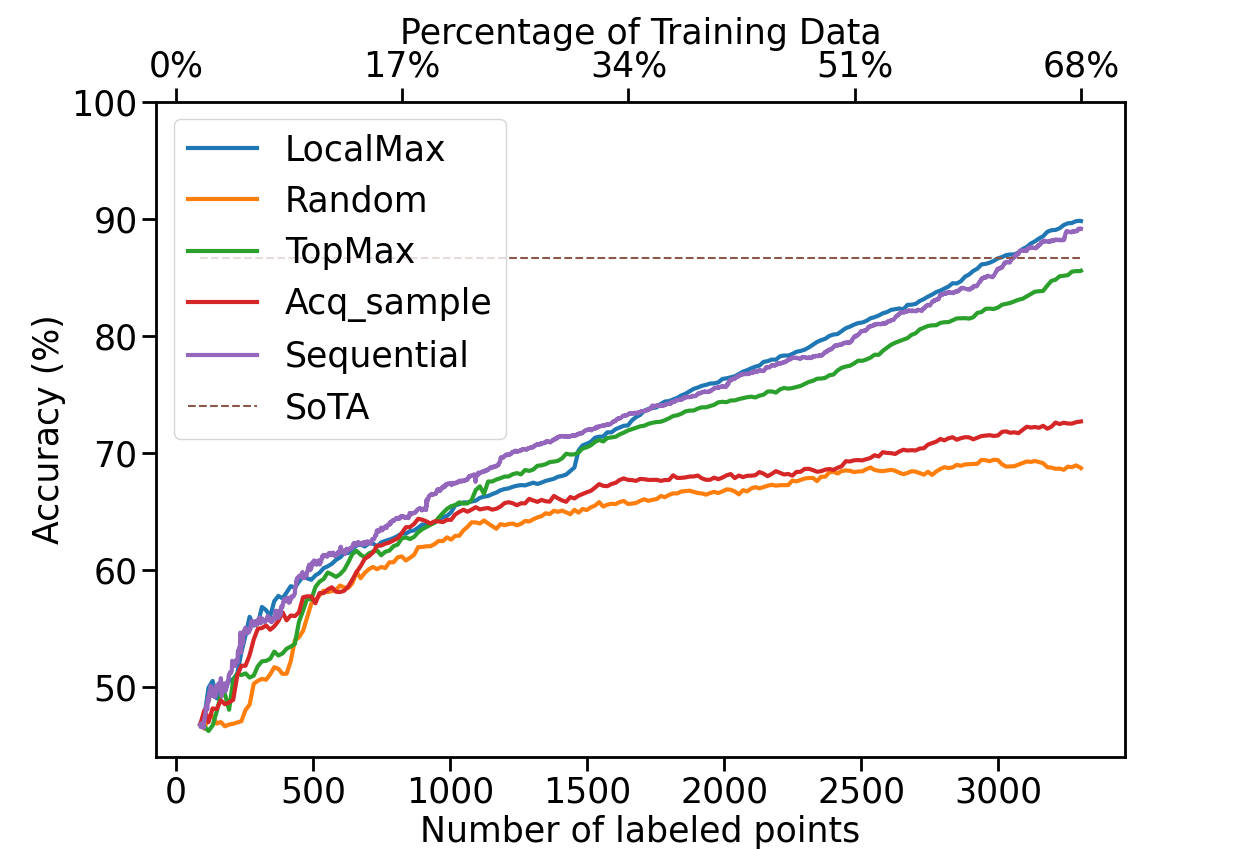 Percentage of Training Data
0% 17% 34% 51% 68%
100
90
80
70
60
50
Accuracy (%)
LocalMax
Random
TopMax
Acq_sample
Sequential
SoTA
0 500 1000 1500 2000 2500 3000
Number of labeled points